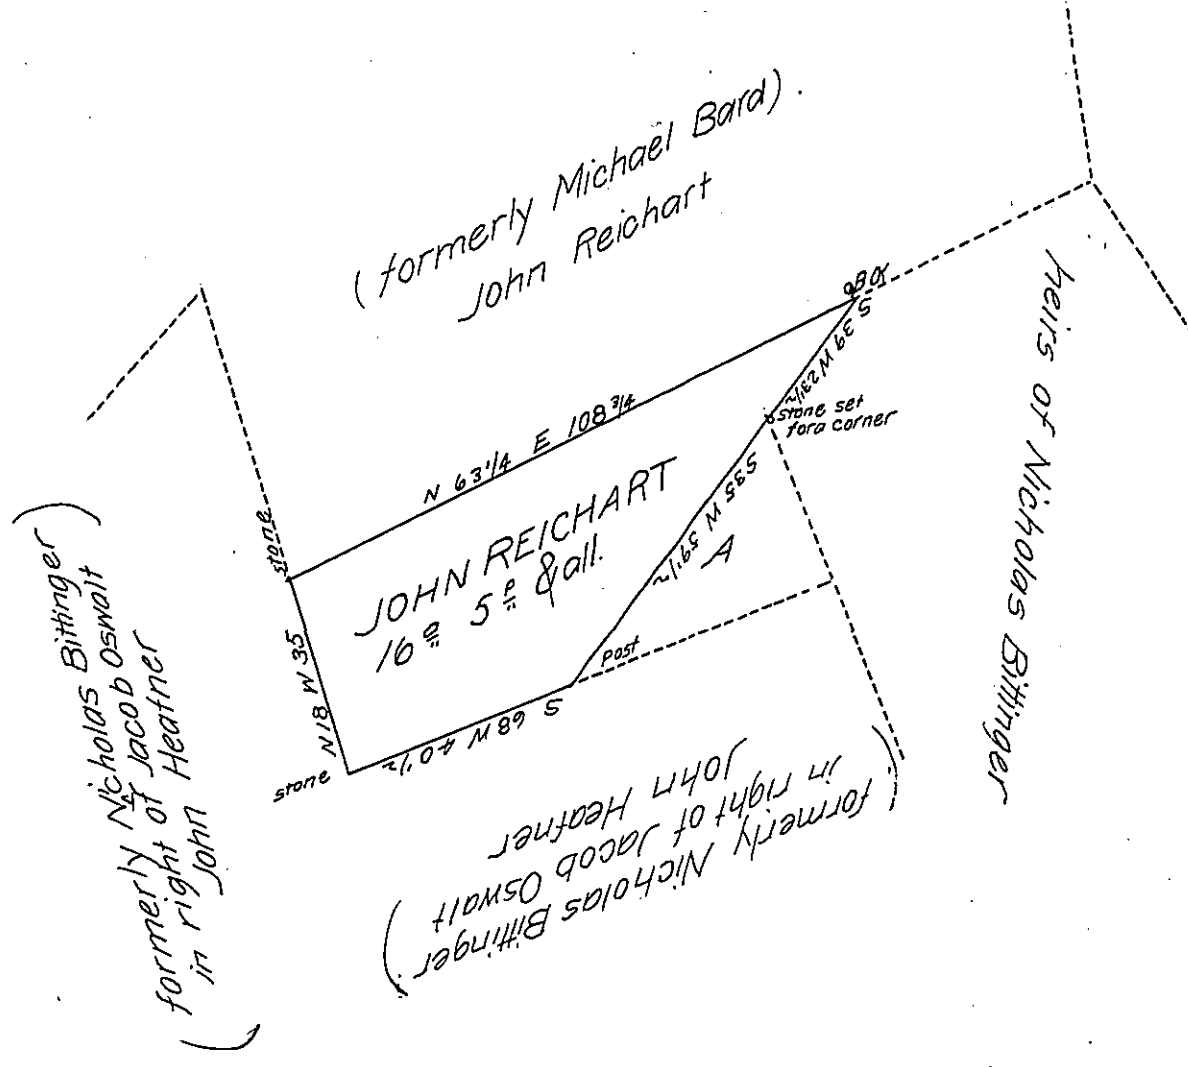 (formerly Michael Bard).
John Reichart
N 63 1/4 E 108 3/4
S 39 W 23 1/2
stone set
for a corner
S 35 W 59 1/2
A
JOHN REICHART
16 a 5 p & all.
stone
N 18 W 35
stone
S 68 W 40 1/2
Post
heirs of Nicholas Bittinger
(formerly Nicholas Bittinger)
in right of Jacob Oswalt
John Heafner
John Heafner
in right of Jacob Oswalt
(formerly Nicholas Bittinger)